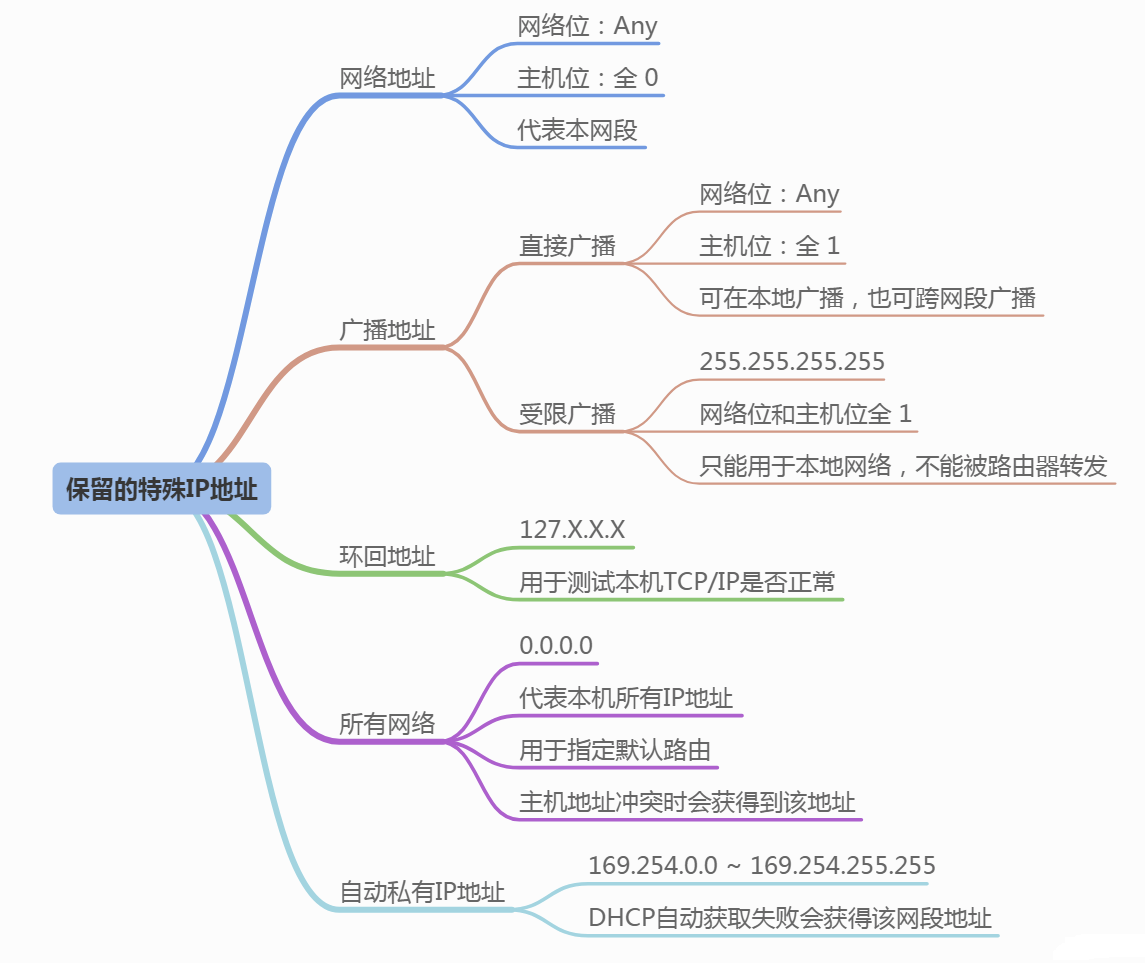 网络位：Any
网络地址
主机位：全 0
代表本网段
网络位：Any
直接广播
主机位：全 1
可在本地广播，也可跨网段广播
广播地址
255.255.255.255
受限广播
网络位和主机位全 1
只能用于本地网络，不能被路由器转发
保留的特殊IP地址
127.X.X.X
环回地址
用于测试本机TCP/IP是否正常
0.0.0.0
代表本机所有IP地址
所有网络
用于指定默认路由
主机地址冲突时会获得到该地址
169.254.0.0 ~ 169.254.255.255
自动私有IP地址
DHCP自动获取失败会获得该网段地址